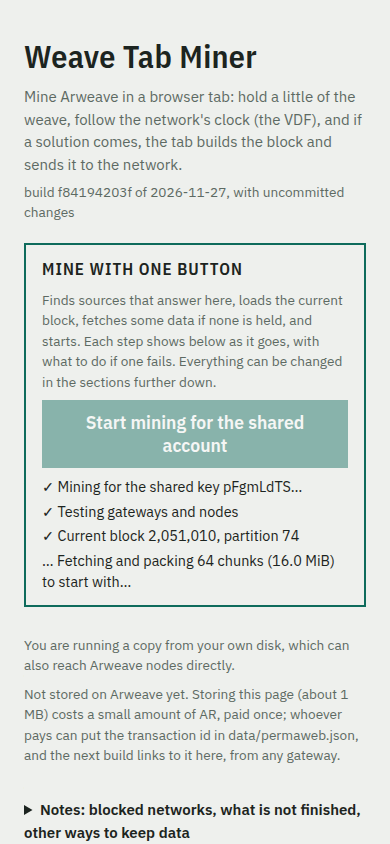 Weave Tab Miner
Mine Arweave in a browser tab: hold a little of the
weave, follow the network's clock (the VDF), and if
a solution comes, the tab builds the block and
sends it to the network.
build f84194203f of 2026-11-27, with uncommitted
changes
MINE WITH ONE BUTTON
Finds sources that answer here, loads the current
block, fetches some data if none is held, and
starts. Each step shows below as it goes, with
what to do if one fails. Everything can be changed
in the sections further down.
Start mining for the shared
account
✓ Mining for the shared key pFgmLdTS...
✓ Testing gateways and nodes
✓ Current block 2,051,010, partition 74
... Fetching and packing 64 chunks (16.0 MiB)
to start with...
You are running a copy from your own disk, which can
also reach Arweave nodes directly.
Not stored on Arweave yet. Storing this page (about 1
MB) costs a small amount of AR, paid once; whoever
pays can put the transaction id in data/permaweb.json,
and the next build links to it here, from any gateway.
▶ Notes: blocked networks, what is not finished,
other ways to keep data